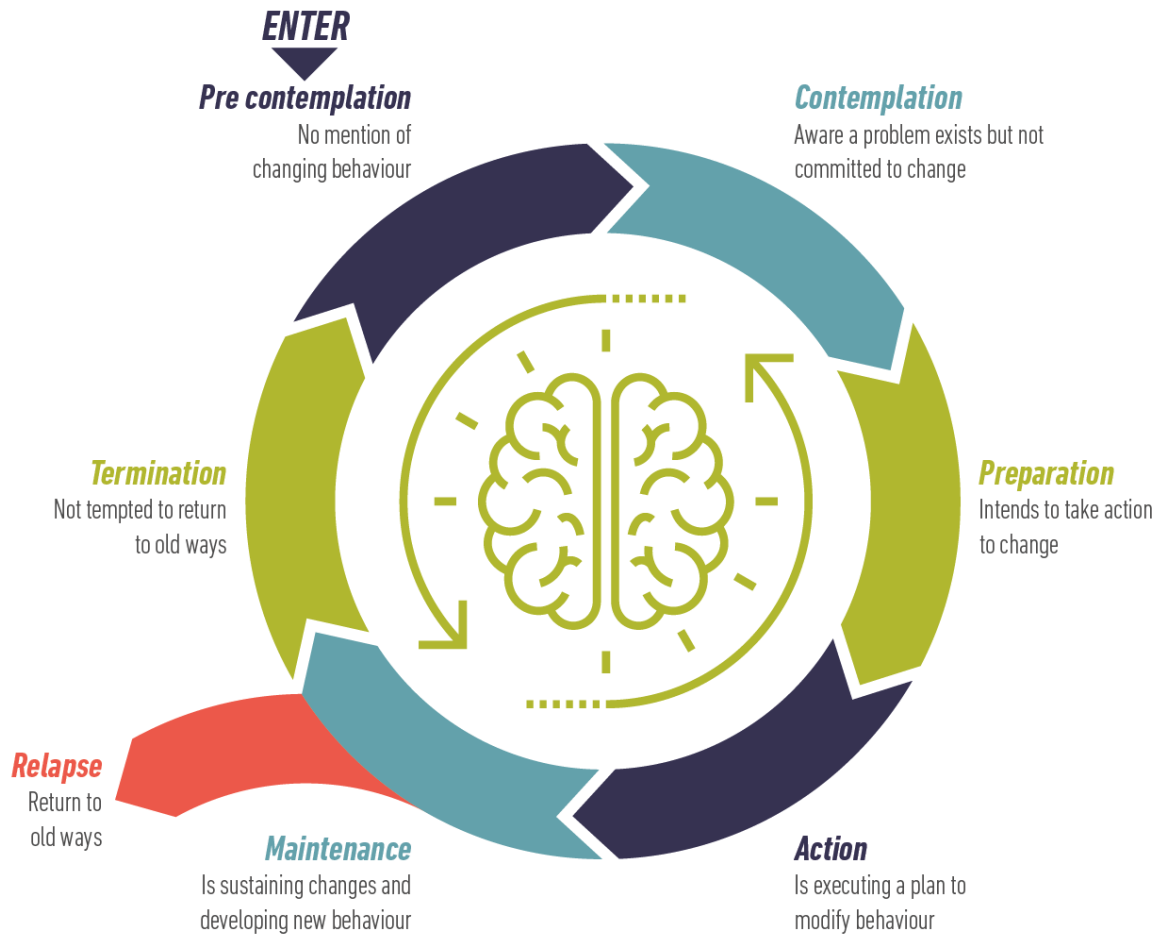 ENTER
Pre contemplation
No mention of
changing behaviour
Contemplation
Aware a problem exists but not
committed to change
Preparation
Intends to take action
to change
Action
Is executing a plan to
modify behaviour
Maintenance
Is sustaining changes and
developing new behaviour
Relapse
Return to
old ways
Termination
Not tempted to return
to old ways